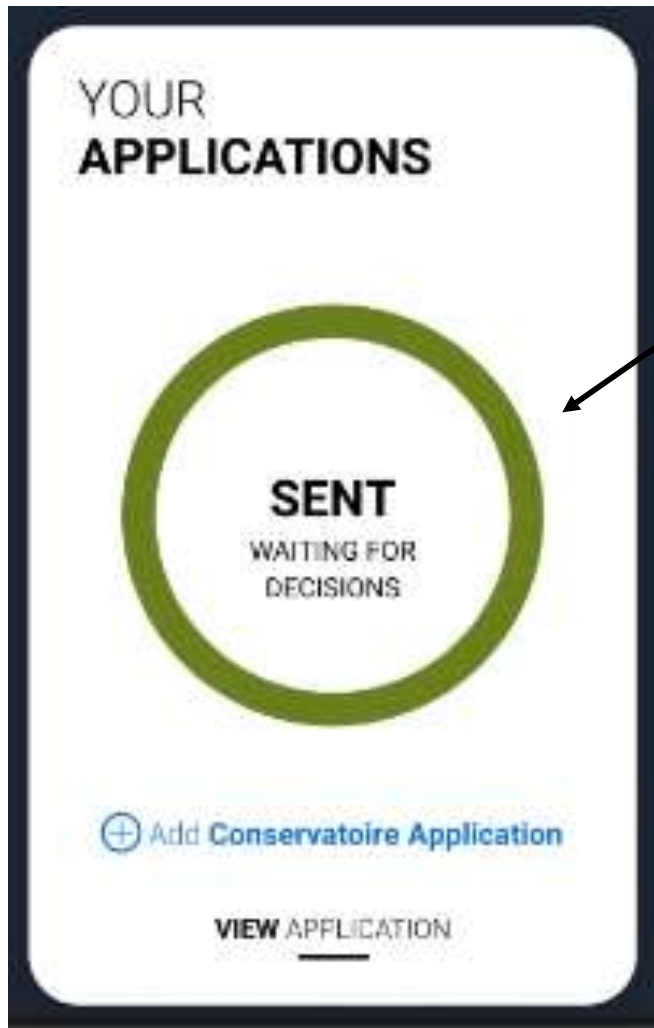 YOUR
APPLICATIONS
SENT
WAITING FOR
DECISIONS
Add Conservatoire Application
VIEW APPLICATION